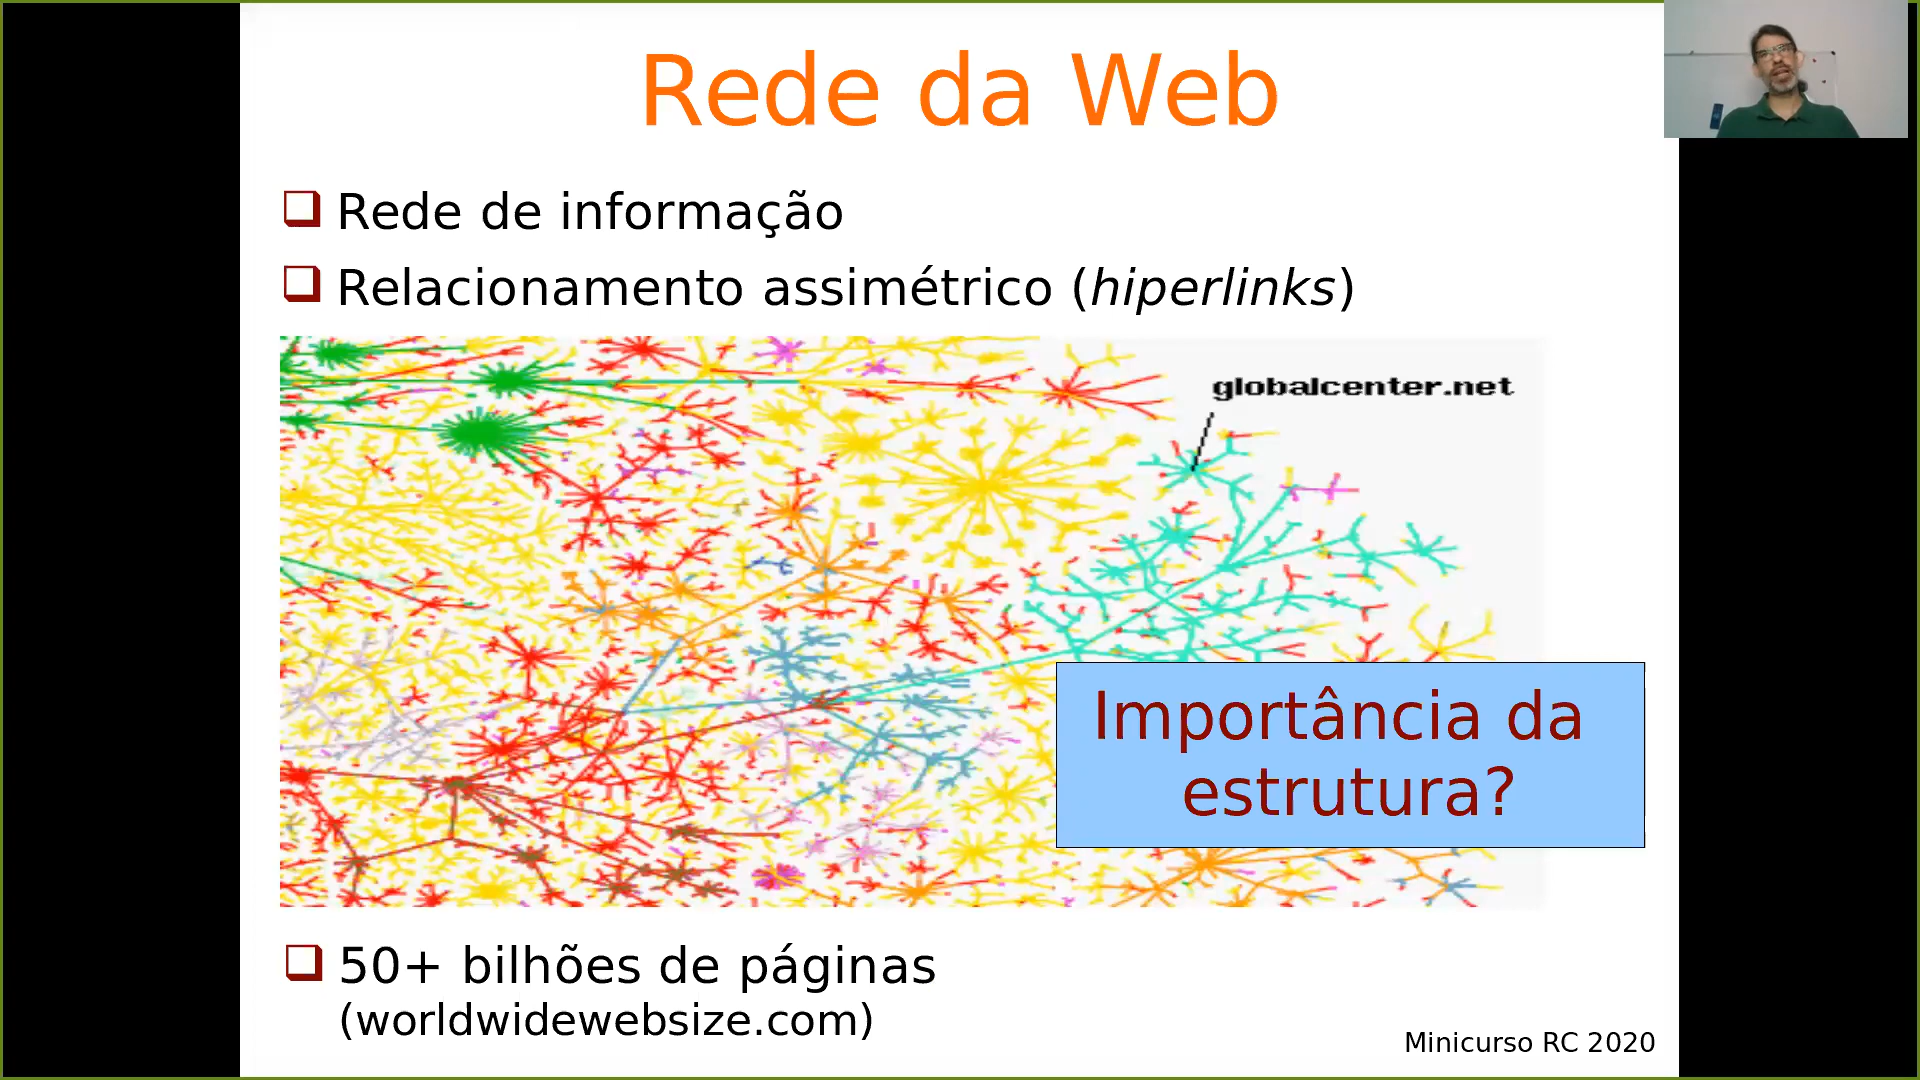 Rede da Web
Rede de informação
Relacionamento assimétrico (hiperlinks)
globalcenter.net
Importância da
estrutura?
50+ bilhões de páginas
(worldwidewebsize.com)
Minicurso RC 2020